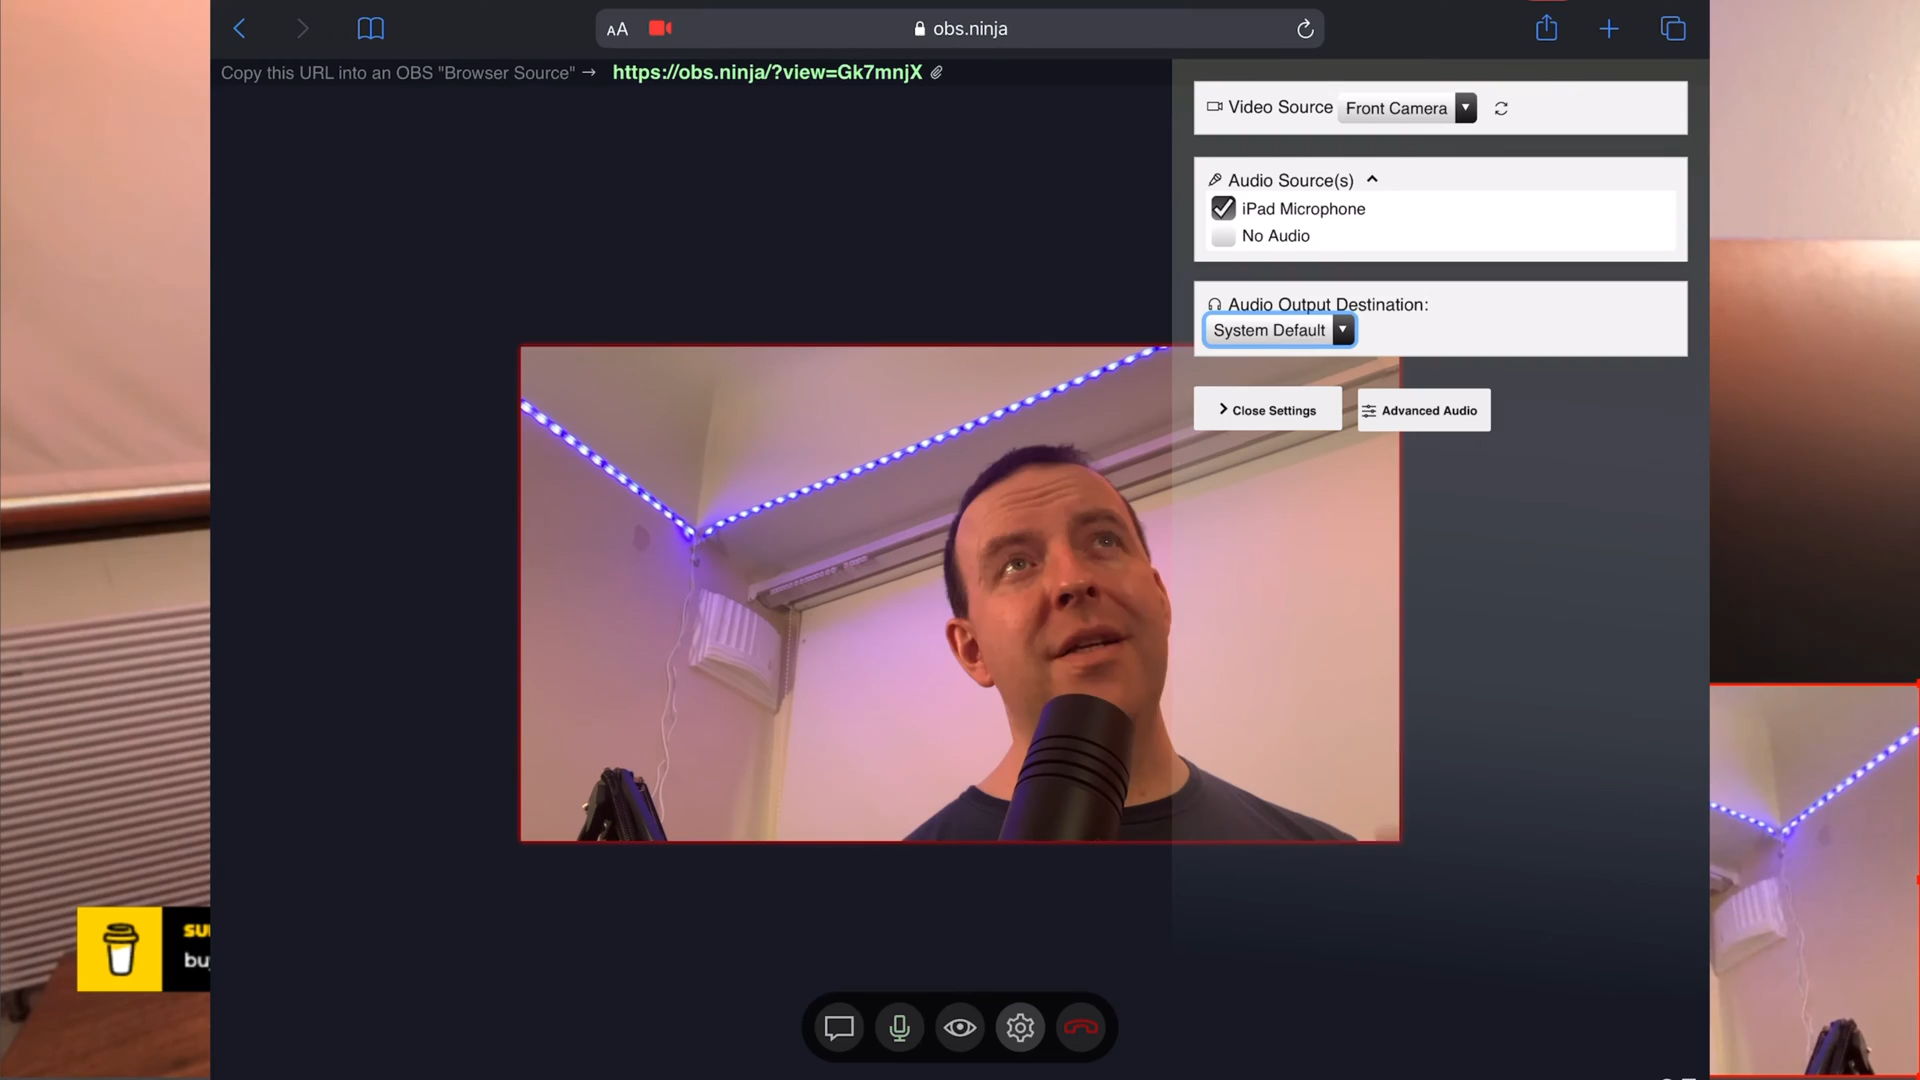 AA
obs.ninja
Copy this URL into an OBS "Browser Source" → https://obs.ninja/?view=Gk7mnjX
Video Source Front Camera
Audio Source(s)
iPad Microphone
No Audio
Audio Output Destination:
System Default
Close Settings
Advanced Audio